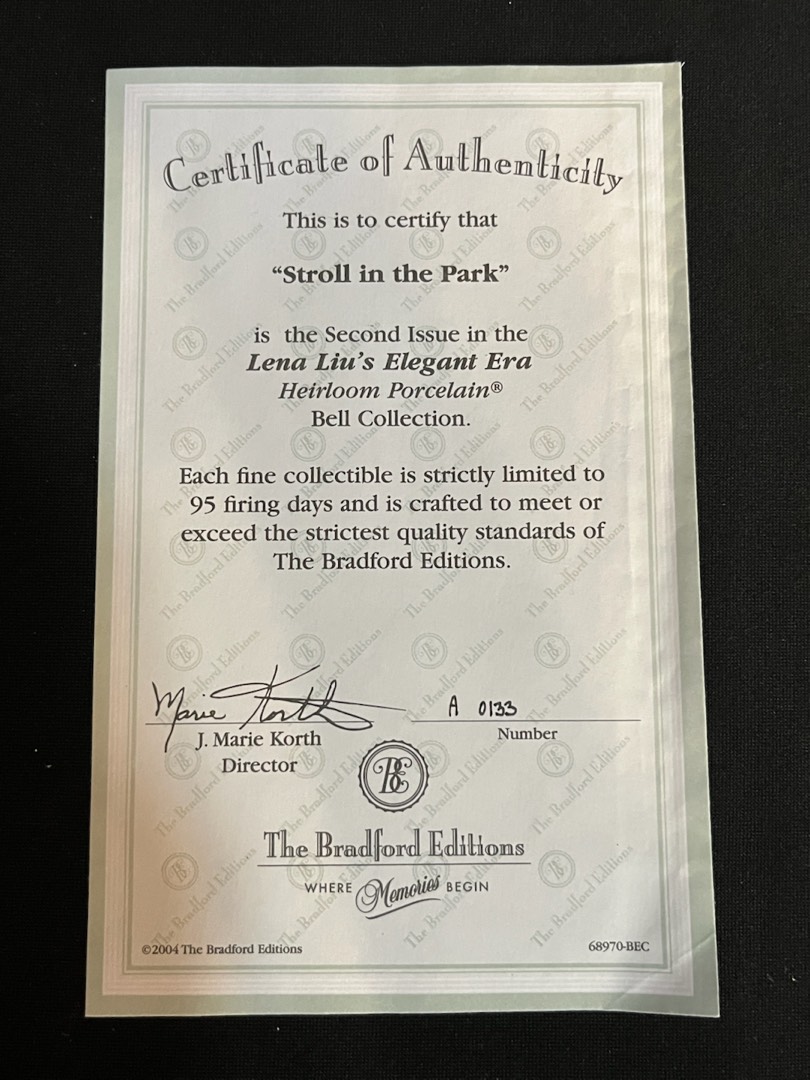 Certificate of Authenticity
This is to certify that
“Stroll in the Park”
is the Second Issue in the
Lena Liu’s Elegant Era
Heirloom Porcelain®
Bell Collection.
Each fine collectible is strictly limited to
95 firing days and is crafted to meet or
exceed the strictest quality standards of
The Bradford Editions.
Marie Korth
A 0133
J. Marie Korth
Number
Director
BE
The Bradford Editions
WHERE Memories BEGIN
©2004 The Bradford Editions
68970-BEC